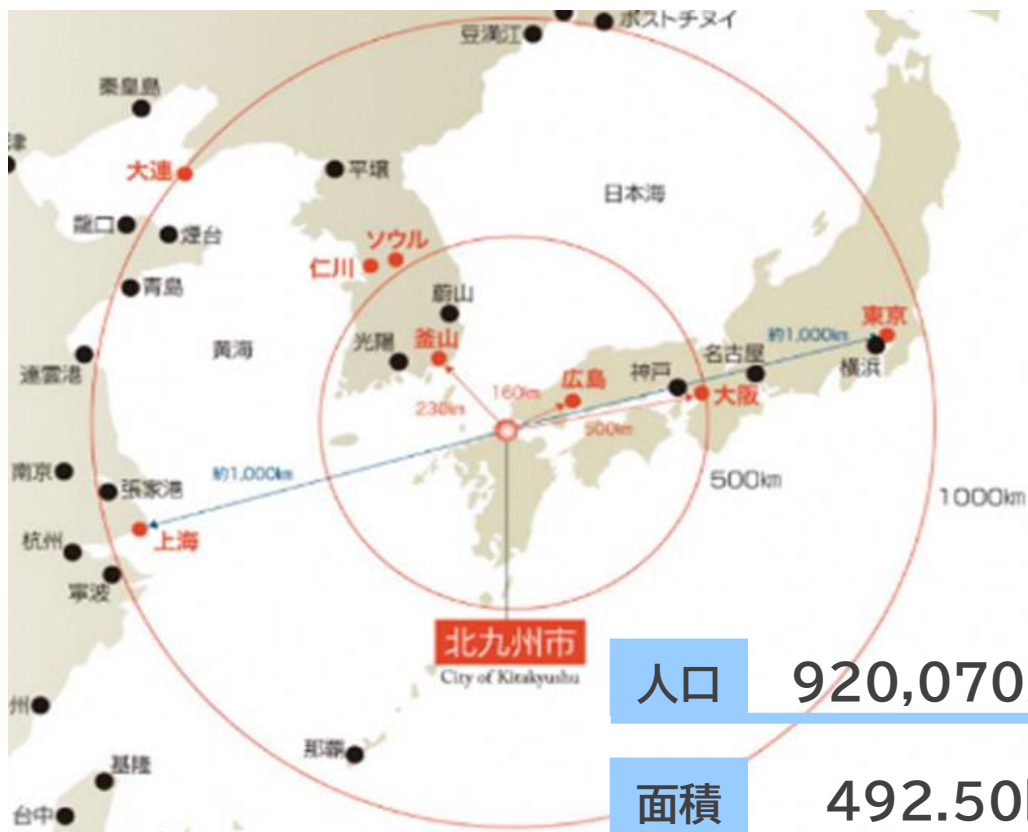 豆満江
ポストチヌイ
秦皇島
津
大連
平壌
日本海
龍口
煙台
ソウル
仁川
青島
蔚山
東京
黄海
光陽
釜山
約1,000km
名古屋
横浜
連雲港
160km
広島
神戸
大阪
230km
500km
500km
南京
約1,000km
張家港
1000km
上海
杭州
寧波
北九州市
City of Kitakyushu
人口 920,070
州
那覇
基隆
面積 492.50
台中